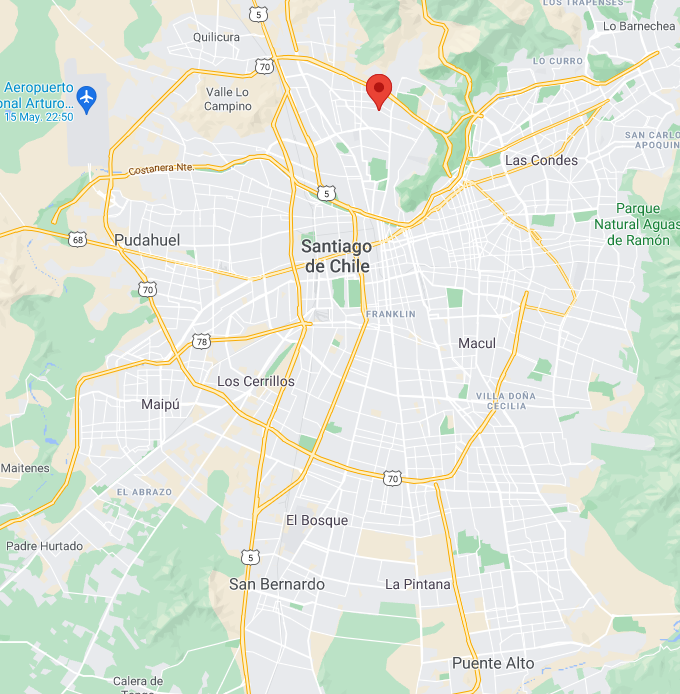 LOS TRAPENSES
5
Lo Barnechea
Quilicura
LO CURRO
70
Aeropuerto
onal Arturo...
15 May, 22:50
Valle Lo
Campino
SAN CARLO
APOQUIN
Las Condes
Costanera Nte.
5
Parque
Natural Aguas
de Ramón
68
Pudahuel
Santiago
de Chile
70
FRANKLIN
78
Macul
Los Cerrillos
VILLA DOÑA
CECILIA
Maipú
Maitenes
70
EL ABRAZO
El Bosque
Padre Hurtado
5
San Bernardo
La Pintana
Puente Alto
Calera de
Tango